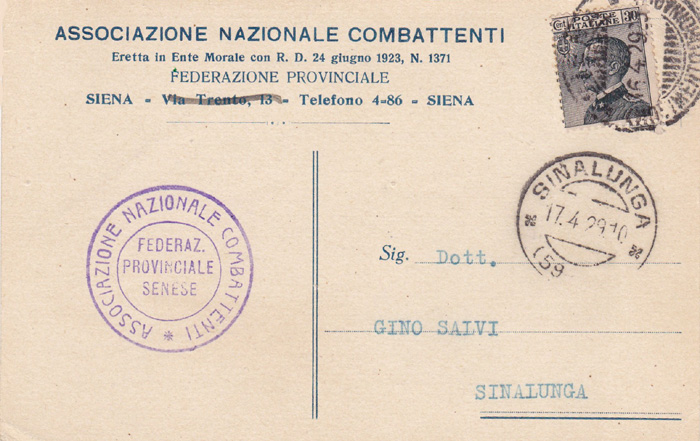 ASSOCIAZIONE NAZIONALE COMBATTENTI
Eretta in Ente Morale con R. D. 24 giugno 1923, N. 1371
FEDERAZIONE PROVINCIALE
SIENA - Via Trento, 13 - Telefono 4-86 - SIENA
POSTE
ITALIANE
30
SINALUNGA
17.4.29.10
(59
ASSOCIAZIONE NAZIONALE COMBATTENTI *
FEDERAZ.
PROVINCIALE
SENESE
Sig. Dott.
GINO SALVI
SINALUNGA